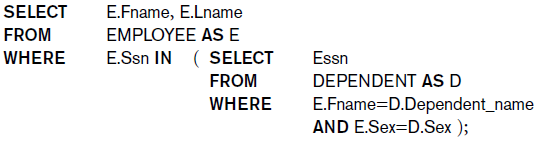 SELECT E.Fname, E.Lname
FROM EMPLOYEE AS E
WHERE E.Ssn IN ( SELECT Essn
FROM DEPENDENT AS D
WHERE E.Fname=D.Dependent_name
AND E.Sex=D.Sex );